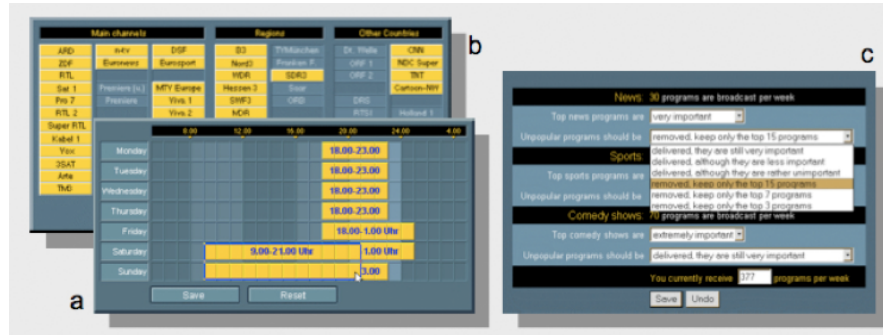 b
Main channels Regions Other Countries
ARD n-tv DSF B3 TVMünchen Dr. Welle CNN
ZDF Euronews Eurosport Nord3 Franken F. ORF 1 NDC Super
RTL WDR SDR3 ORF 2 TNT
Sat 1 Premiere (v.) MTV Europe Hessen 3 Saar Cartoon-NW
Pro 7 Premiere Viva 1 SWF3 ORD DRS
RTL 2 Viva 2 MDR RTSI Holland 1
Super RTL
Kabel 1
Vox
3SAT
Arte
TM3
a
8.00 12.00 16.00 20.00 24.00 4.00
Monday 18.00-23.00
Tuesday 18.00-23.00
Wednesday 18.00-23.00
Thursday 18.00-23.00
Friday 18.00-1.00 Uhr
Saturday 9.00-21.00 Uhr 1.00 Uhr
Sunday 3.00
Save Reset
c
News: 30 programs are broadcast per week
Top news programs are very important
Unpopular programs should be removed, keep only the top 15 programs
delivered, they are still very important
delivered, although they are less important
delivered, although they are rather unimportant
removed, keep only the top 15 programs
removed, keep only the top 7 programs
removed, keep only the top 3 programs
Sports:
Top sports programs are
Unpopular programs should be
Comedy shows: 70 programs are broadcast per week
Top comedy shows are extremely important
Unpopular programs should be delivered, they are still very important
You currently receive 377 programs per week
Save Undo